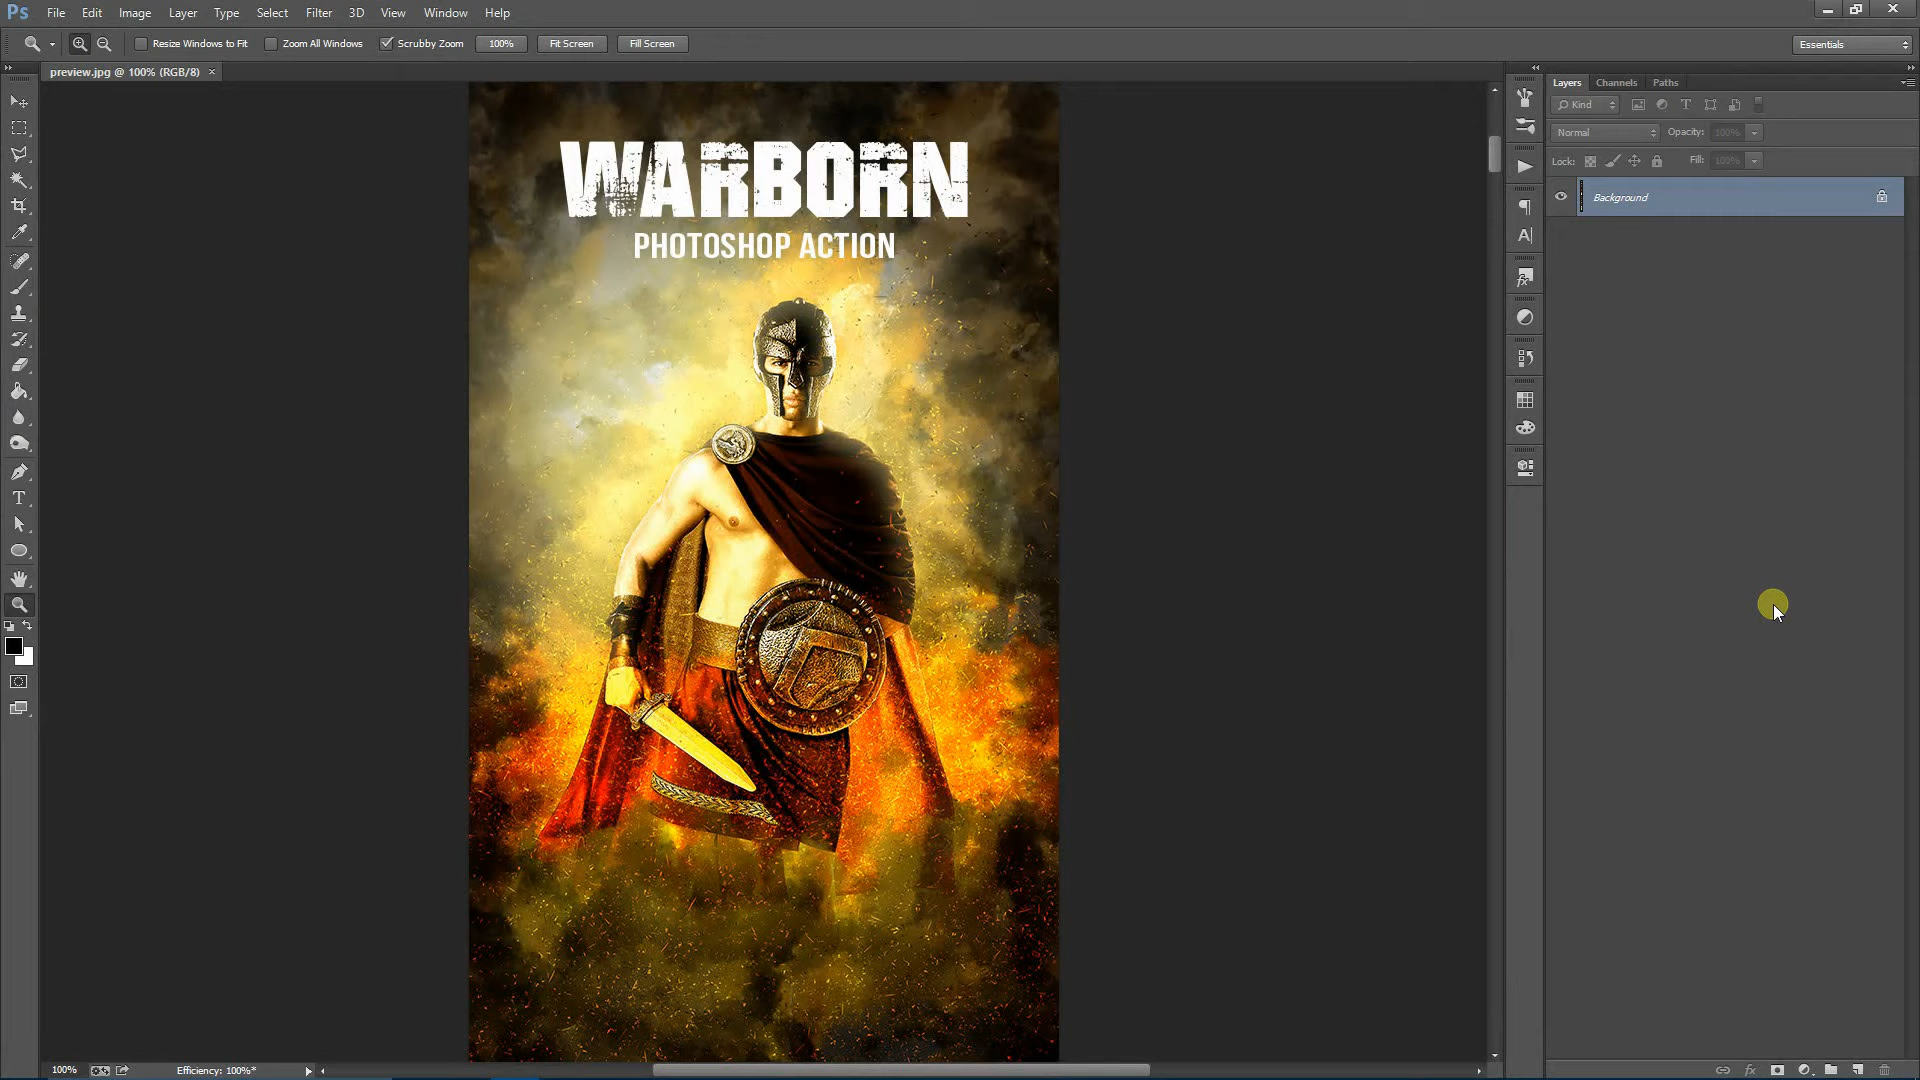 Ps File Edit Image Layer Type Select Filter 3D View Window Help
Resize Windows to Fit Zoom All Windows Scrubby Zoom 100% Fit Screen Fill Screen Essentials
preview.jpg @ 100% (RGB/8) ×
Layers Channels Paths
Kind
Normal Opacity: 100%
Lock: Fill: 100%
Background
WARBORN
PHOTOSHOP ACTION
100% Efficiency: 100%*